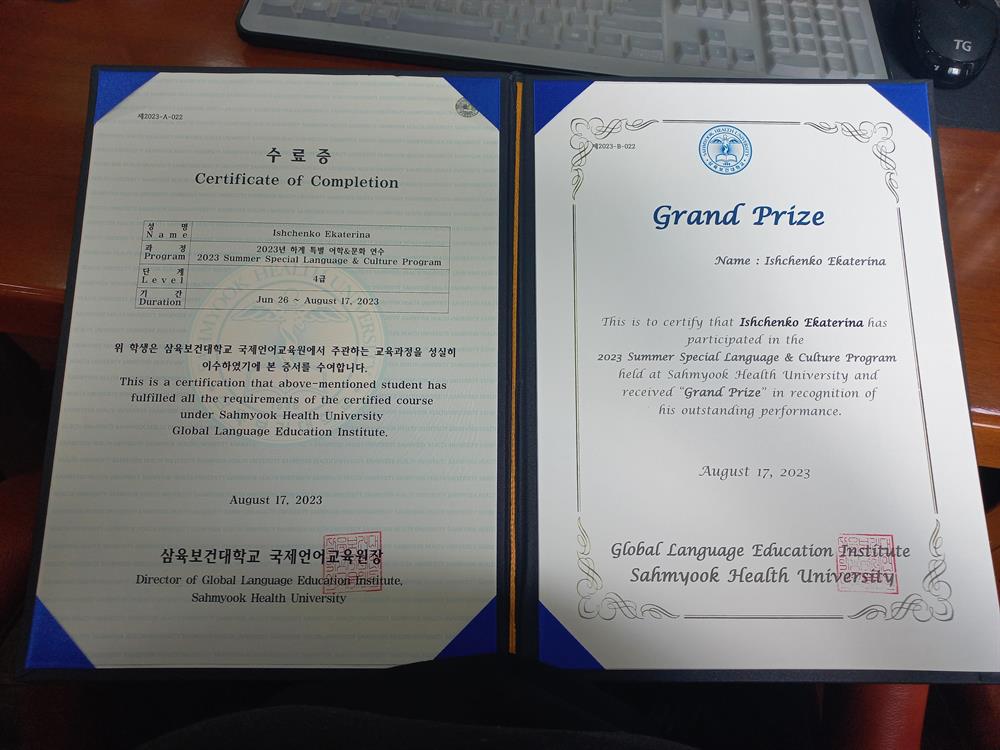 제2023-A-022
수 료 증
Certificate of Completion
성 명
Name
Ishchenko Ekaterina
과 정
Program
2023년 하계 특별 어학&문화 연수
2023 Summer Special Language & Culture Program
단 계
Level
4급
기 간
Duration
Jun 26 ~ August 17, 2023
위 학생은 삼육보건대학교 국제언어교육원에서 주관하는 교육과정을 성실히
이수하였기에 본 증서를 수여합니다.
This is a certification that above-mentioned student has
fulfilled all the requirements of the certified course
under Sahmyook Health University
Global Language Education Institute.
August 17, 2023
삼육보건대학교 국제언어교육원장
Director of Global Language Education Institute,
Sahmyook Health University
제2023-B-022
SAHMYOOK HEALTH UNIVERSITY
삼육보건대학교
Grand Prize
Name : Ishchenko Ekaterina
This is to certify that Ishchenko Ekaterina has
participated in the
2023 Summer Special Language & Culture Program
held at Sahmyook Health University and
received “Grand Prize” in recognition of
his outstanding performance.
August 17, 2023
Global Language Education Institute
Sahmyook Health University
TG